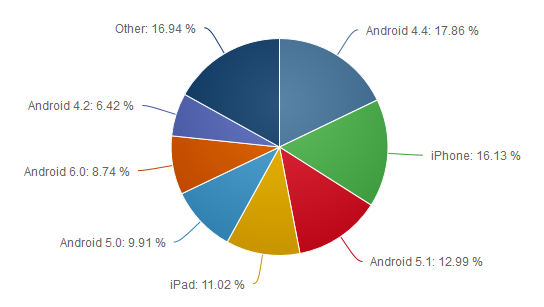 Other: 16.94 %
Android 4.4: 17.86 %
Android 4.2: 6.42 %
iPhone: 16.13 %
Android 6.0: 8.74 %
Android 5.0: 9.91 %
Android 5.1: 12.99 %
iPad: 11.02 %